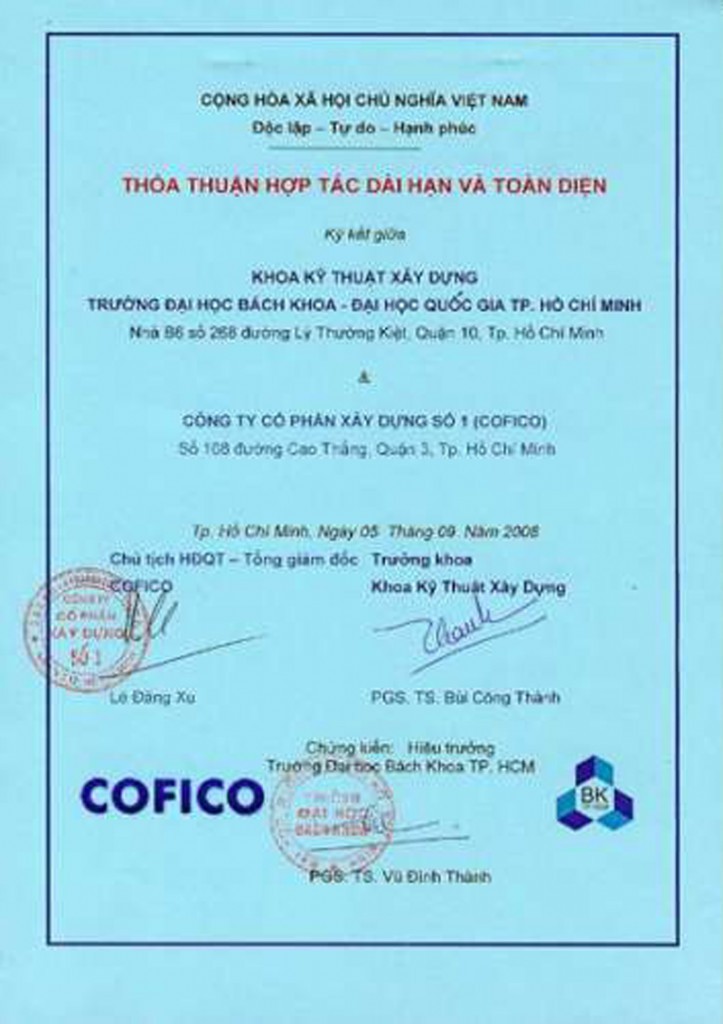 CỘNG HÒA XÃ HỘI CHỦ NGHĨA VIỆT NAM
Độc lập – Tự do – Hạnh phúc
THỎA THUẬN HỢP TÁC DÀI HẠN VÀ TOÀN DIỆN
Ký kết giữa
KHOA KỸ THUẬT XÂY DỰNG
TRƯỜNG ĐẠI HỌC BÁCH KHOA - ĐẠI HỌC QUỐC GIA TP. HỒ CHÍ MINH
Nhà B6 số 268 đường Lý Thường Kiệt, Quận 10, Tp. Hồ Chí Minh
&
CÔNG TY CỔ PHẦN XÂY DỰNG SỐ 1 (COFICO)
Số 108 đường Cao Thắng, Quận 3, Tp. Hồ Chí Minh
Tp. Hồ Chí Minh, Ngày 05 Tháng 09 Năm 2008
Chủ tịch HĐQT – Tổng giám đốc Trưởng khoa
COFICO Khoa Kỹ Thuật Xây Dựng
CÔNG TY
CỔ PHẦN
XÂY DỰNG
SỐ 1
Thanh
Lê Đăng Xu PGS. TS. Bùi Công Thành
Chứng kiến: Hiệu trưởng
Trường Đại học Bách Khoa TP. HCM
COFICO
TRƯỜNG
ĐẠI HỌC
BÁCH KHOA
BK
PGS. TS. Vũ Đình Thành